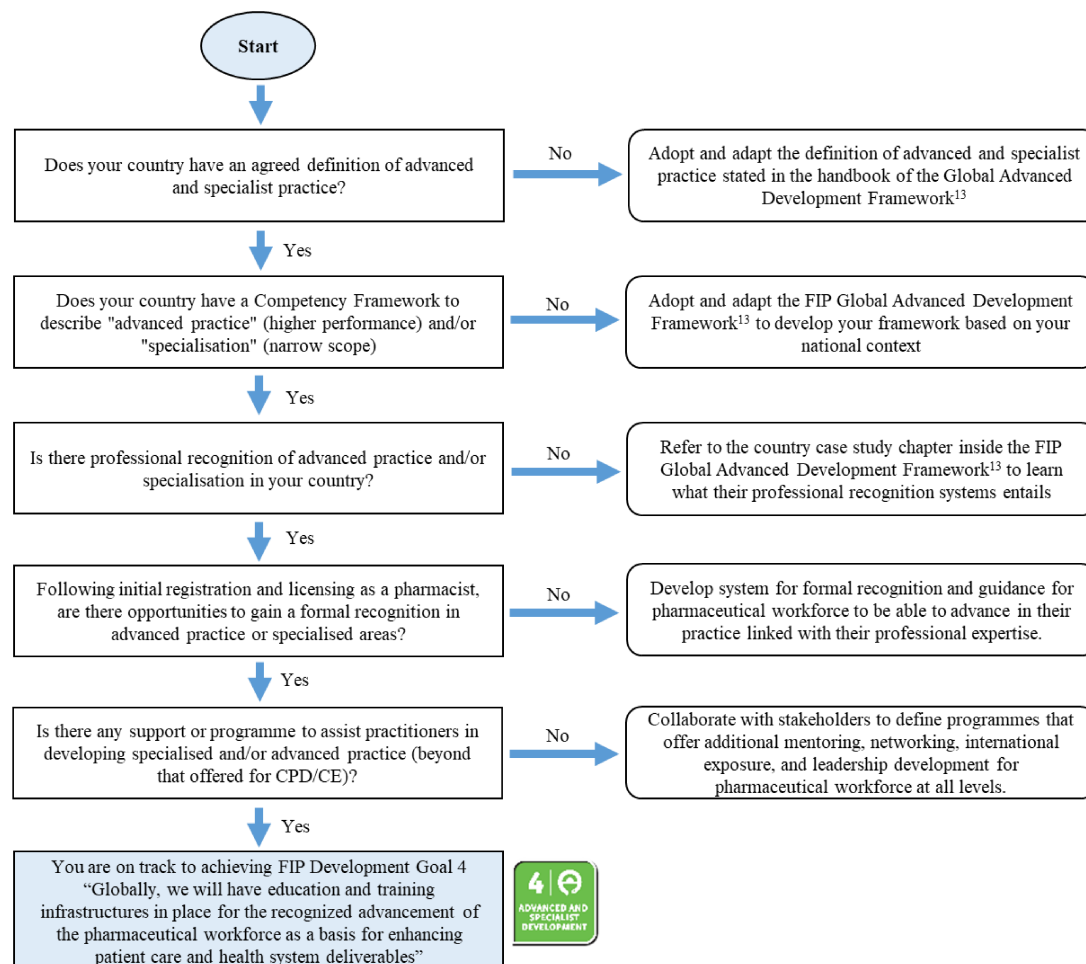 Start
Does your country have an agreed definition of advanced
and specialist practice?
No
Adopt and adapt the definition of advanced and specialist
practice stated in the handbook of the Global Advanced
Development Framework¹³
Yes
Does your country have a Competency Framework to
describe "advanced practice" (higher performance) and/or
"specialisation" (narrow scope)
No
Adopt and adapt the FIP Global Advanced Development
Framework¹³ to develop your framework based on your
national context
Yes
Is there professional recognition of advanced practice and/or
specialisation in your country?
No
Refer to the country case study chapter inside the FIP
Global Advanced Development Framework¹³ to learn
what their professional recognition systems entails
Yes
Following initial registration and licensing as a pharmacist,
are there opportunities to gain a formal recognition in
advanced practice or specialised areas?
No
Develop system for formal recognition and guidance for
pharmaceutical workforce to be able to advance in their
practice linked with their professional expertise.
Yes
Is there any support or programme to assist practitioners in
developing specialised and/or advanced practice (beyond
that offered for CPD/CE)?
No
Collaborate with stakeholders to define programmes that
offer additional mentoring, networking, international
exposure, and leadership development for
pharmaceutical workforce at all levels.
Yes
You are on track to achieving FIP Development Goal 4
“Globally, we will have education and training
infrastructures in place for the recognized advancement of
the pharmaceutical workforce as a basis for enhancing
patient care and health system deliverables”
4
ADVANCED AND
SPECIALIST
DEVELOPMENT